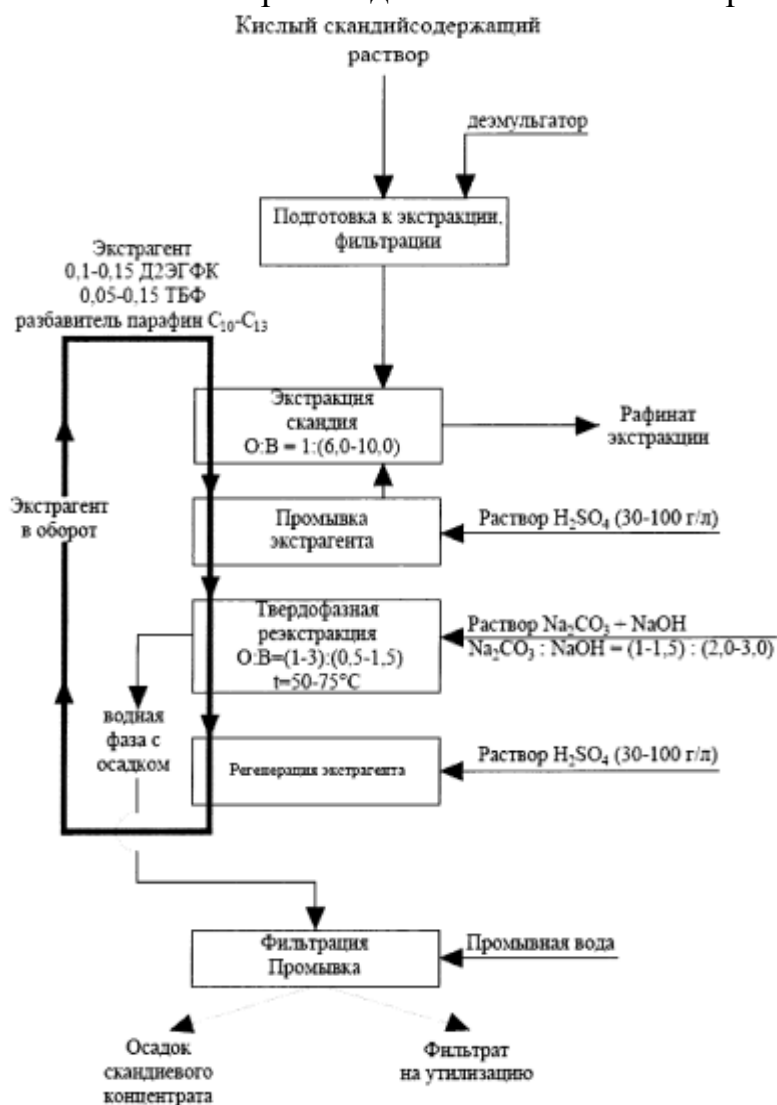 Кислый скандийсодержащий
раствор
деэмульгатор
Подготовка к экстракции,
фильтрации
Экстрагент
0,1-0,15 Д2ЭГФК
0,05-0,15 ТБФ
разбавитель парафин C₁₀-C₁₃
Экстракция
скандия
О:В = 1:(6,0-10,0)
Рафинат
экстракции
Экстрагент
в оборот
Промывка
экстрагента
Раствор H₂SO₄ (30-100 г/л)
Твердофазная
реэкстракция
О:В=(1-3):(0,5-1,5)
t=50-75°C
Раствор Na₂CO₃ + NaOH
Na₂CO₃ : NaOH = (1-1,5) : (2,0-3,0)
водная
фаза с
осадком
Регенерация экстрагента
Раствор H₂SO₄ (30-100 г/л)
Фильтрация
Промывка
Промывная вода
Осадок
скандиевого
концентрата
Фильтрат
на утилизацию